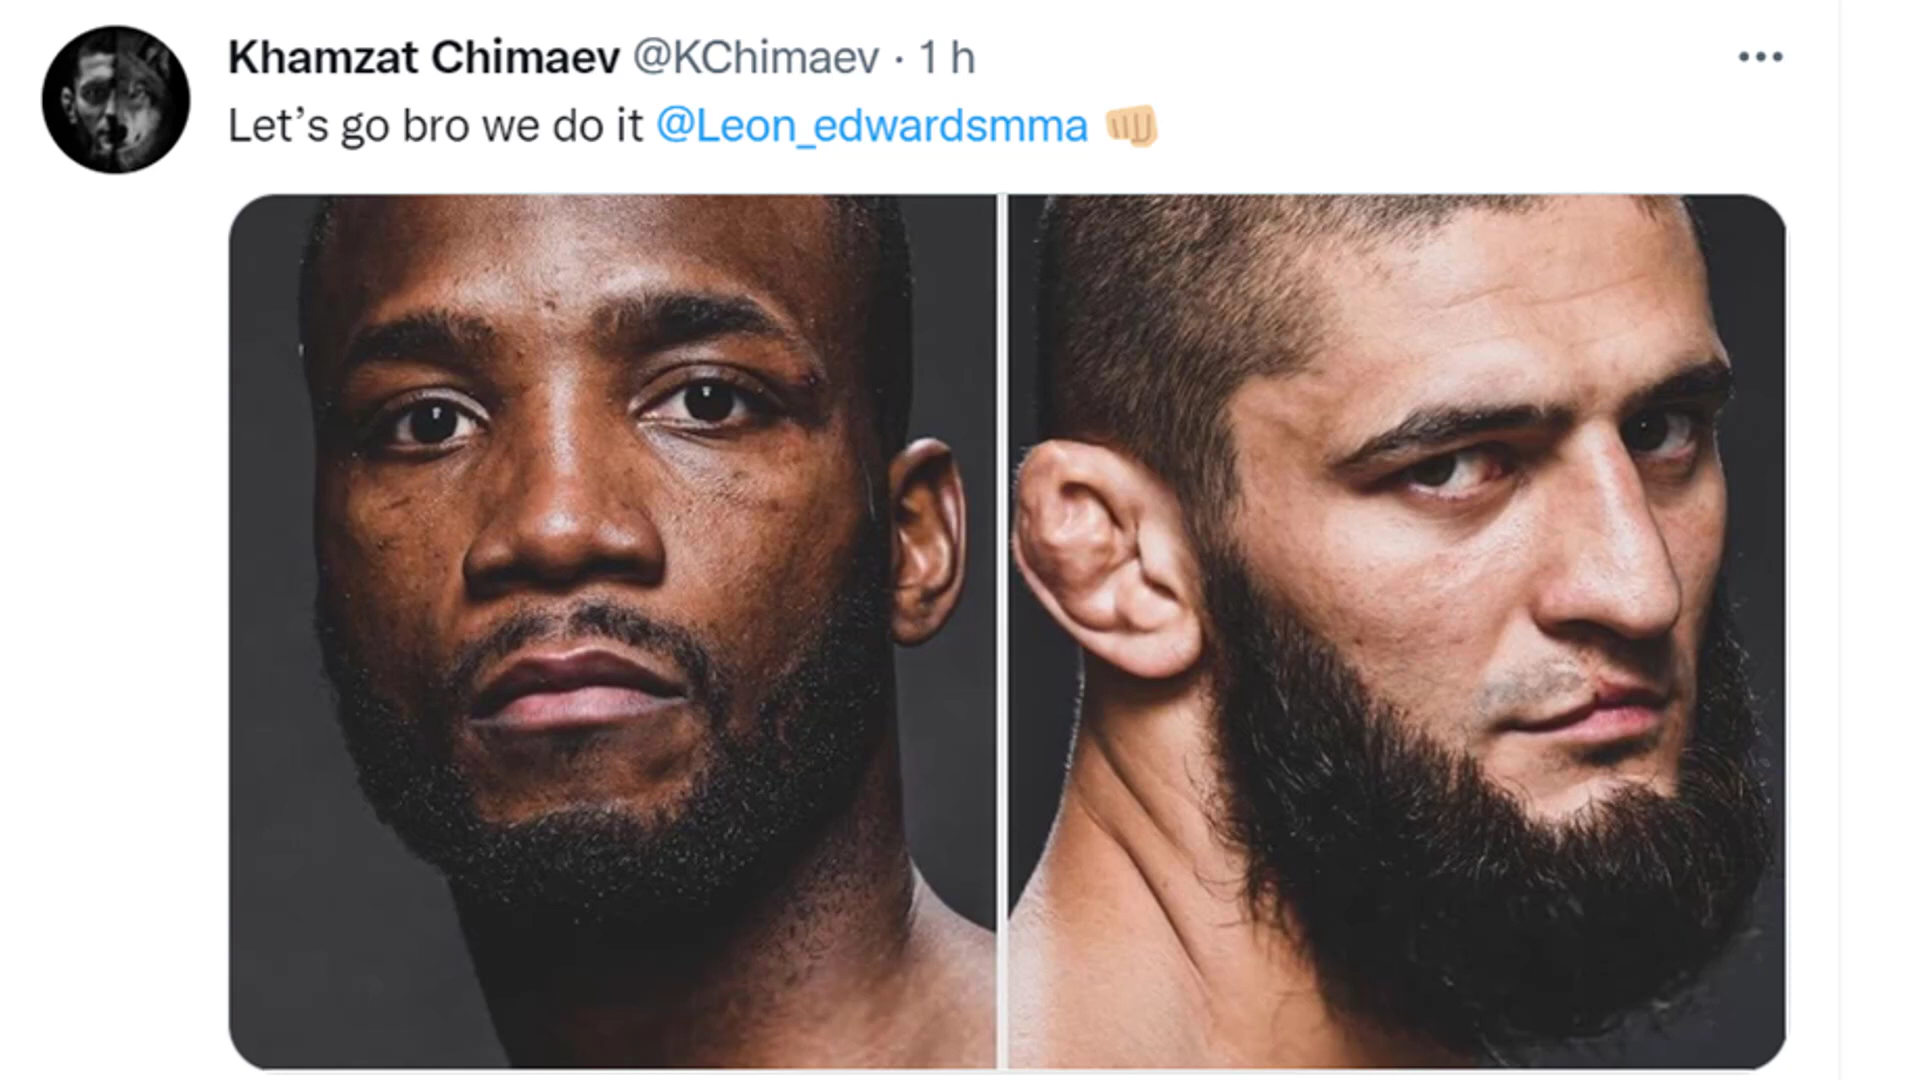 Khamzat Chimaev @KChimaev · 1 h
Let’s go bro we do it @Leon_edwardsmma 👊🏼